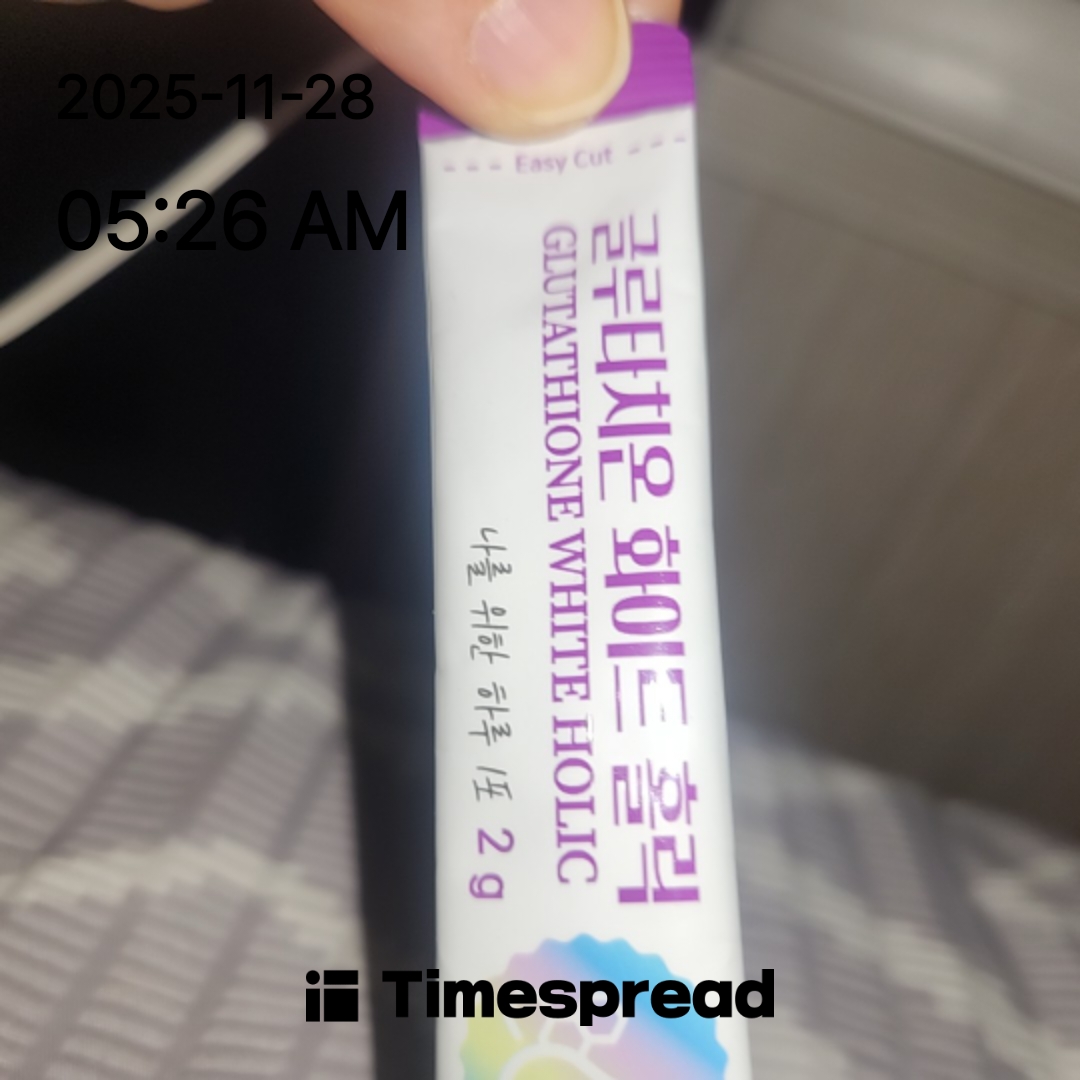 2025-11-28
05:26 AM
Easy Cut
글루타치온 화이트 홀릭
GLUTATHIONE WHITE HOLIC
나를 위한 하루 1포 2g
Timespread